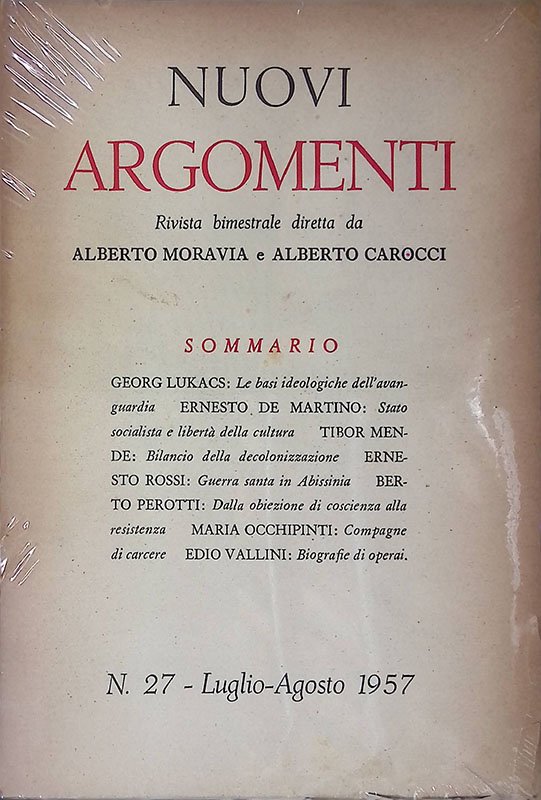 NUOVI
ARGOMENTI
Rivista bimestrale diretta da
ALBERTO MORAVIA e ALBERTO CAROCCI
SOMMARIO
GEORG LUKACS: Le basi ideologiche dell'avan-
guardia ERNESTO DE MARTINO: Stato
socialista e libertà della cultura TIBOR MEN-
DE: Bilancio della decolonizzazione ERNE-
STO ROSSI: Guerra santa in Abissinia BER-
TO PEROTTI: Dalla obiezione di coscienza alla
resistenza MARIA OCCHIPINTI: Compagne
di carcere EDIO VALLINI: Biografie di operai.
N. 27 - Luglio-Agosto 1957